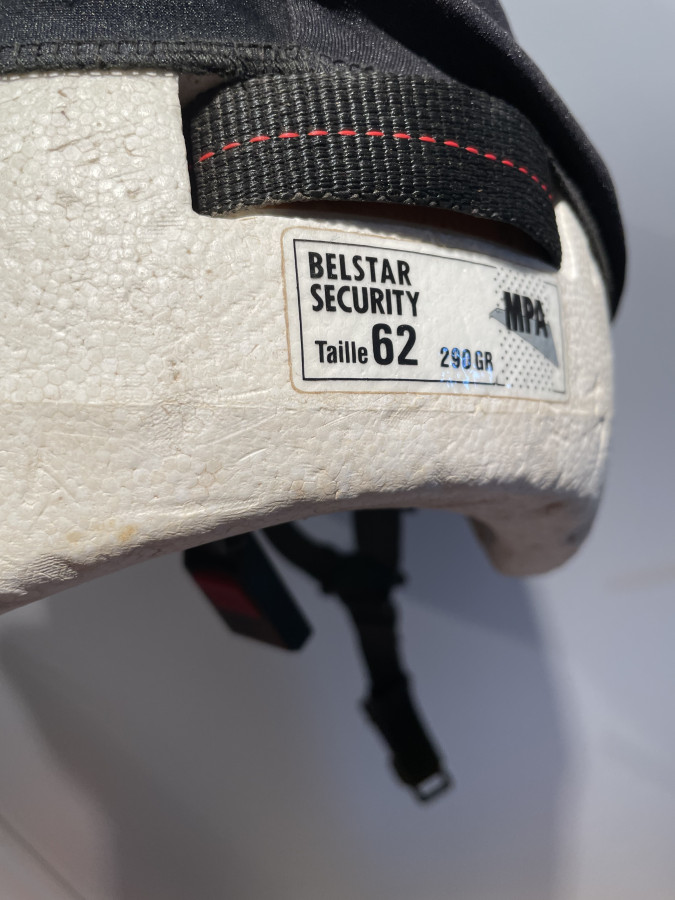 BELSTAR
SECURITY
Taille 62 290 GR
MPA